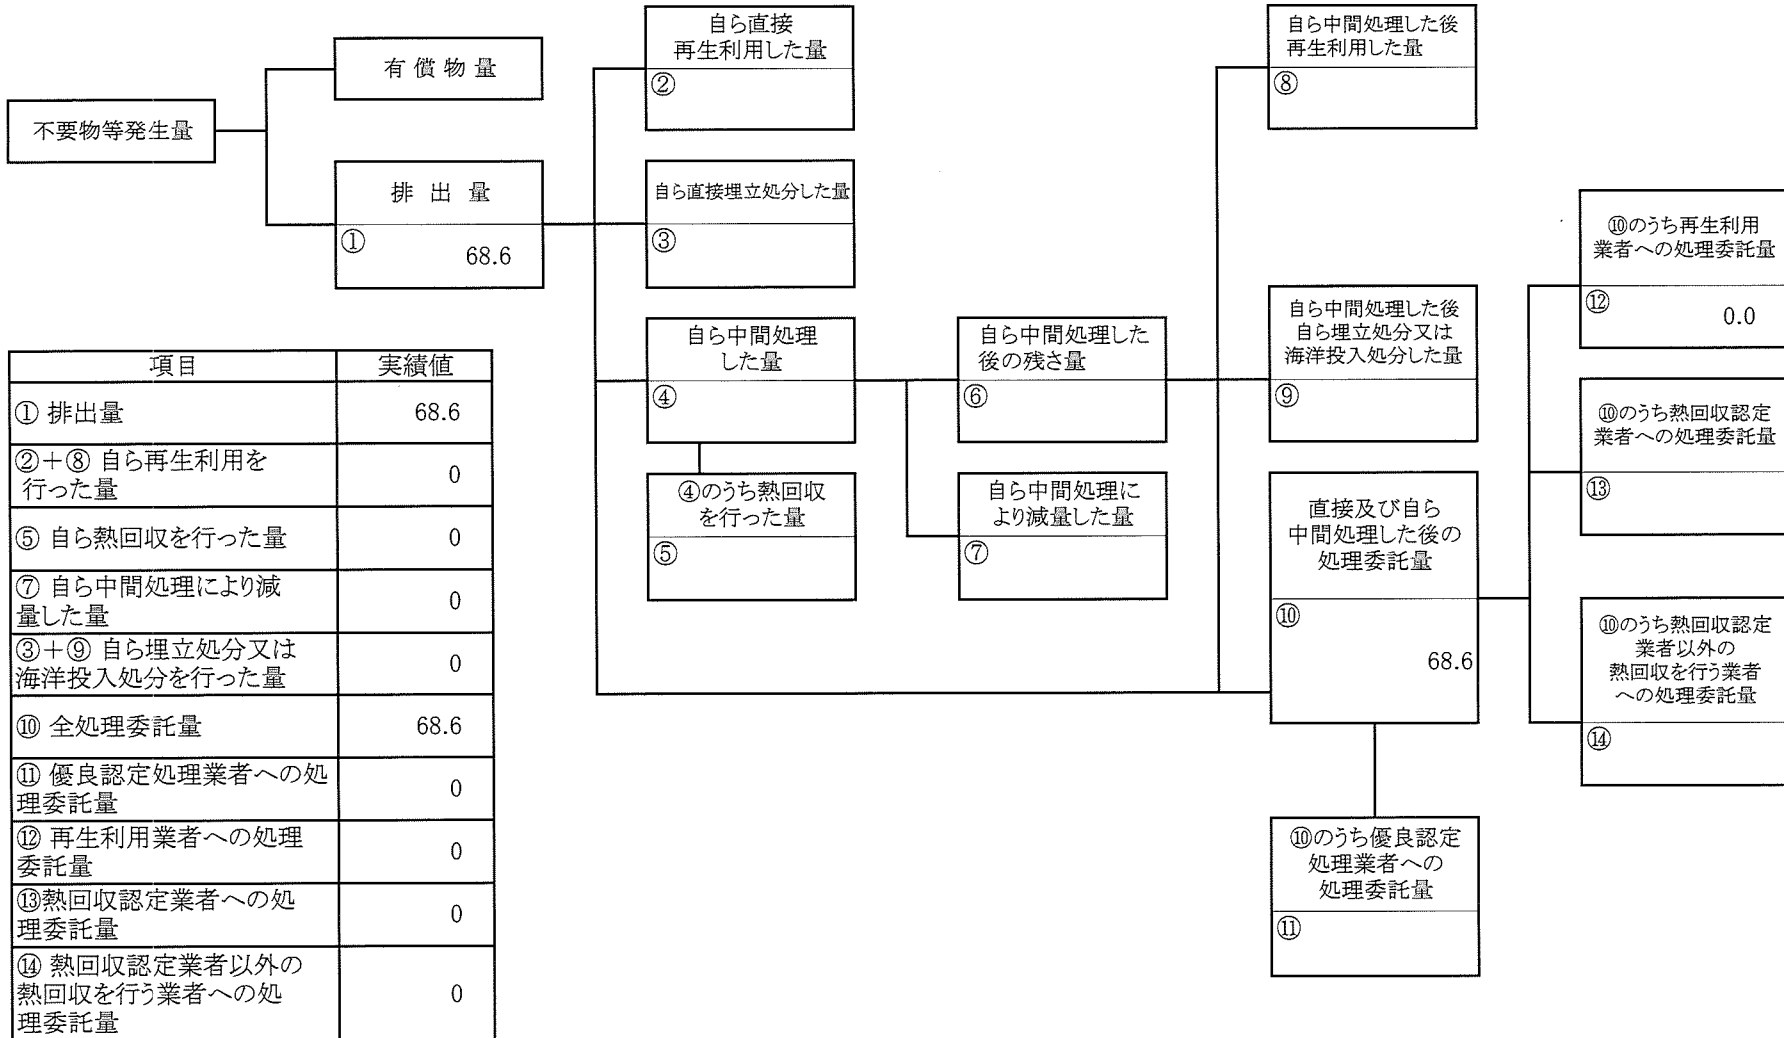 不要物等発生量
有償物量
排出量
①
68.6
自ら直接
再生利用した量
②
自ら直接埋立処分した量
③
自ら中間処理
した量
④
④のうち熱回収
を行った量
⑤
自ら中間処理した
後の残さ量
⑥
自ら中間処理に
より減量した量
⑦
自ら中間処理した後
再生利用した量
⑧
自ら中間処理した後
自ら埋立処分又は
海洋投入処分した量
⑨
直接及び自ら
中間処理した後の
処理委託量
⑩
68.6
⑩のうち優良認定
処理業者への
処理委託量
⑪
⑩のうち再生利用
業者への処理委託量
⑫
0.0
⑩のうち熱回収認定
業者への処理委託量
⑬
⑩のうち熱回収認定
業者以外の
熱回収を行う業者
への処理委託量
⑭
項目 実績値
① 排出量 68.6
②+⑧ 自ら再生利用を
行った量 0
⑤ 自ら熱回収を行った量 0
⑦ 自ら中間処理により減
量した量 0
③+⑨ 自ら埋立処分又は
海洋投入処分を行った量 0
⑩ 全処理委託量 68.6
⑪ 優良認定処理業者への処
理委託量 0
⑫ 再生利用業者への処理
委託量 0
⑬熱回収認定業者への処
理委託量 0
⑭ 熱回収認定業者以外の
熱回収を行う業者への処
理委託量 0